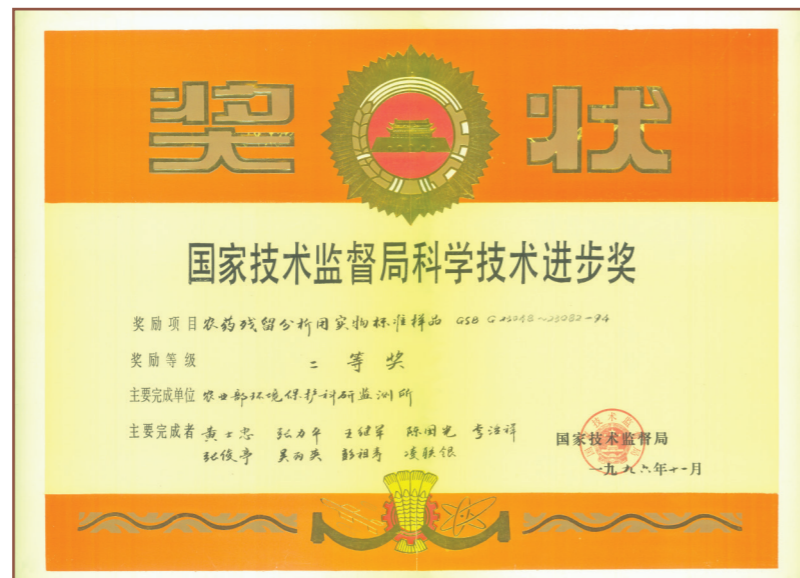 奖状
国家技术监督局科学技术进步奖
奖励项目 农药残留分析用实物标准样品 GSB G 23048~23082-94
奖励等级 二等奖
主要完成单位 农业部环境保护科研监测所
主要完成者 黄士忠 张力军 王继军 陈国光 李治祥
张俊亭 吴丙英 彭祖寿 凌联银
国家技术监督局
一九九六年十一月